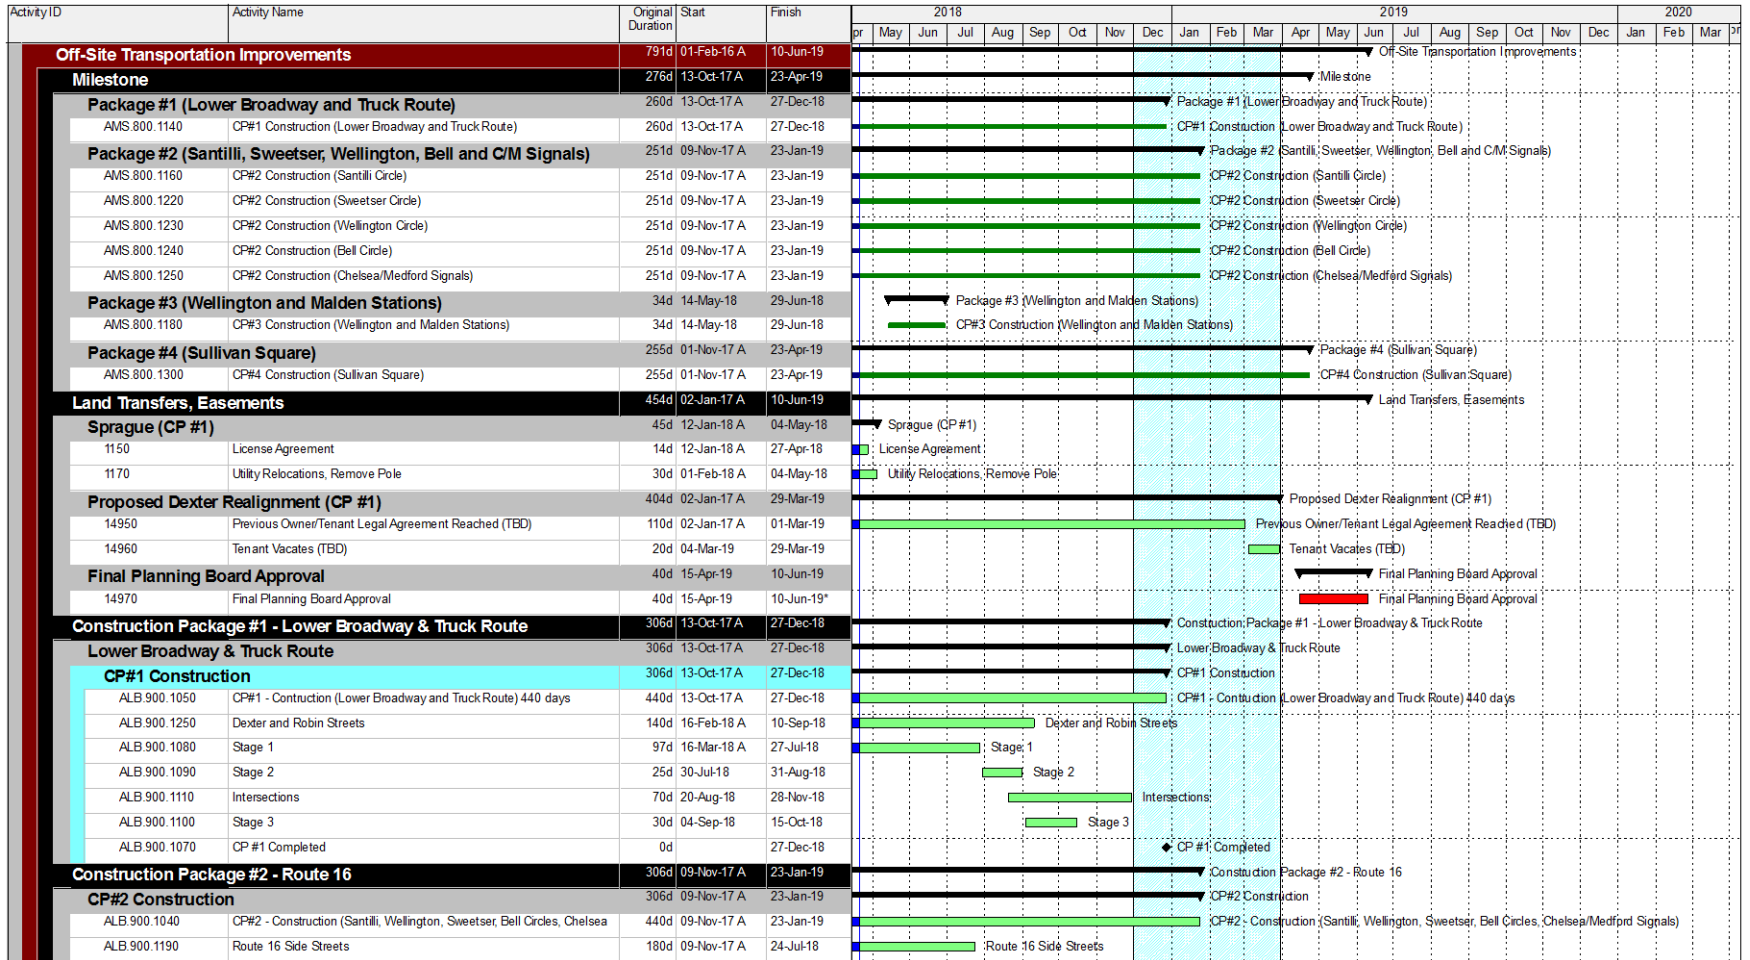 Activity ID Activity Name Original Duration Start Finish 2018 2019 2020
pr May Jun Jul Aug Sep Oct Nov Dec Jan Feb Mar Apr May Jun Jul Aug Sep Oct Nov Dec Jan Feb Mar
Off-Site Transportation Improvements 791d 01-Feb-16 A 10-Jun-19 Off-Site Transportation Improvements
Milestone 276d 13-Oct-17 A 23-Apr-19 Milestone
Package #1 (Lower Broadway and Truck Route) 260d 13-Oct-17 A 27-Dec-18 Package #1 (Lower Broadway and Truck Route)
AMS.800.1140 CP#1 Construction (Lower Broadway and Truck Route) 260d 13-Oct-17 A 27-Dec-18 CP#1 Construction (Lower Broadway and Truck Route)
Package #2 (Santilli, Sweetser, Wellington, Bell and C/M Signals) 251d 09-Nov-17 A 23-Jan-19 Package #2 (Santilli, Sweetser, Wellington, Bell and C/M Signals)
AMS.800.1160 CP#2 Construction (Santilli Circle) 251d 09-Nov-17 A 23-Jan-19 CP#2 Construction (Santilli Circle)
AMS.800.1220 CP#2 Construction (Sweetser Circle) 251d 09-Nov-17 A 23-Jan-19 CP#2 Construction (Sweetser Circle)
AMS.800.1230 CP#2 Construction (Wellington Circle) 251d 09-Nov-17 A 23-Jan-19 CP#2 Construction (Wellington Circle)
AMS.800.1240 CP#2 Construction (Bell Circle) 251d 09-Nov-17 A 23-Jan-19 CP#2 Construction (Bell Circle)
AMS.800.1250 CP#2 Construction (Chelsea/Medford Signals) 251d 09-Nov-17 A 23-Jan-19 CP#2 Construction (Chelsea/Medford Signals)
Package #3 (Wellington and Malden Stations) 34d 14-May-18 29-Jun-18 Package #3 (Wellington and Malden Stations)
AMS.800.1180 CP#3 Construction (Wellington and Malden Stations) 34d 14-May-18 29-Jun-18 CP#3 Construction (Wellington and Malden Stations)
Package #4 (Sullivan Square) 255d 01-Nov-17 A 23-Apr-19 Package #4 (Sullivan Square)
AMS.800.1300 CP#4 Construction (Sullivan Square) 255d 01-Nov-17 A 23-Apr-19 CP#4 Construction (Sullivan Square)
Land Transfers, Easements 454d 02-Jan-17 A 10-Jun-19 Land Transfers, Easements
Sprague (CP #1) 45d 12-Jan-18 A 04-May-18 Sprague (CP #1)
1150 License Agreement 14d 12-Jan-18 A 27-Apr-18 License Agreement
1170 Utility Relocations, Remove Pole 30d 01-Feb-18 A 04-May-18 Utility Relocations, Remove Pole
Proposed Dexter Realignment (CP #1) 404d 02-Jan-17 A 29-Mar-19 Proposed Dexter Realignment (CP #1)
14950 Previous Owner/Tenant Legal Agreement Reached (TBD) 110d 02-Jan-17 A 01-Mar-19 Previous Owner/Tenant Legal Agreement Reached (TBD)
14960 Tenant Vacates (TBD) 20d 04-Mar-19 29-Mar-19 Tenant Vacates (TBD)
Final Planning Board Approval 40d 15-Apr-19 10-Jun-19 Final Planning Board Approval
14970 Final Planning Board Approval 40d 15-Apr-19 10-Jun-19* Final Planning Board Approval
Construction Package #1 - Lower Broadway & Truck Route 306d 13-Oct-17 A 27-Dec-18 Construction Package #1 - Lower Broadway & Truck Route
Lower Broadway & Truck Route 306d 13-Oct-17 A 27-Dec-18 Lower Broadway & Truck Route
CP#1 Construction 306d 13-Oct-17 A 27-Dec-18 CP#1 Construction
ALB.900.1050 CP#1 - Contruction (Lower Broadway and Truck Route) 440 days 440d 13-Oct-17 A 27-Dec-18 CP#1 - Contruction (Lower Broadway and Truck Route) 440 days
ALB.900.1250 Dexter and Robin Streets 140d 16-Feb-18 A 10-Sep-18 Dexter and Robin Streets
ALB.900.1080 Stage 1 97d 16-Mar-18 A 27-Jul-18 Stage 1
ALB.900.1090 Stage 2 25d 30-Jul-18 31-Aug-18 Stage 2
ALB.900.1110 Intersections 70d 20-Aug-18 28-Nov-18 Intersections
ALB.900.1100 Stage 3 30d 04-Sep-18 15-Oct-18 Stage 3
ALB.900.1070 CP #1 Completed 0d 27-Dec-18 CP #1 Completed
Construction Package #2 - Route 16 306d 09-Nov-17 A 23-Jan-19 Construction Package #2 - Route 16
CP#2 Construction 306d 09-Nov-17 A 23-Jan-19 CP#2 Construction
ALB.900.1040 CP#2 - Construction (Santilli, Wellington, Sweetser, Bell Circles, Chelsea 440d 09-Nov-17 A 23-Jan-19 CP#2 - Construction (Santilli, Wellington, Sweetser, Bell Circles, Chelsea/Medford Signals)
ALB.900.1190 Route 16 Side Streets 180d 09-Nov-17 A 24-Jul-18 Route 16 Side Streets